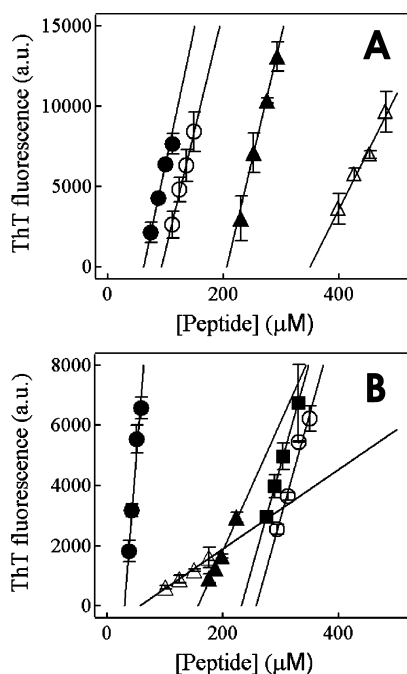 A
15000
10000
5000
0
ThT fluorescence (a.u.)
0 200 400
[Peptide] (μM)
B
8000
6000
4000
2000
0
ThT fluorescence (a.u.)
0 200 400
[Peptide] (μM)